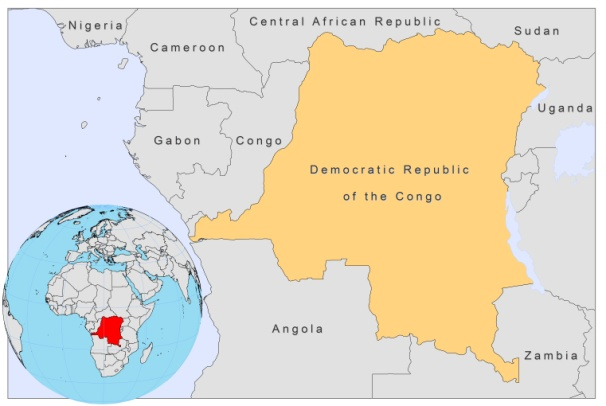 Nigeria
Central African Republic
Sudan
Cameroon
Uganda
Gabon
Congo
Democratic Republic
of the Congo
Angola
Zambia